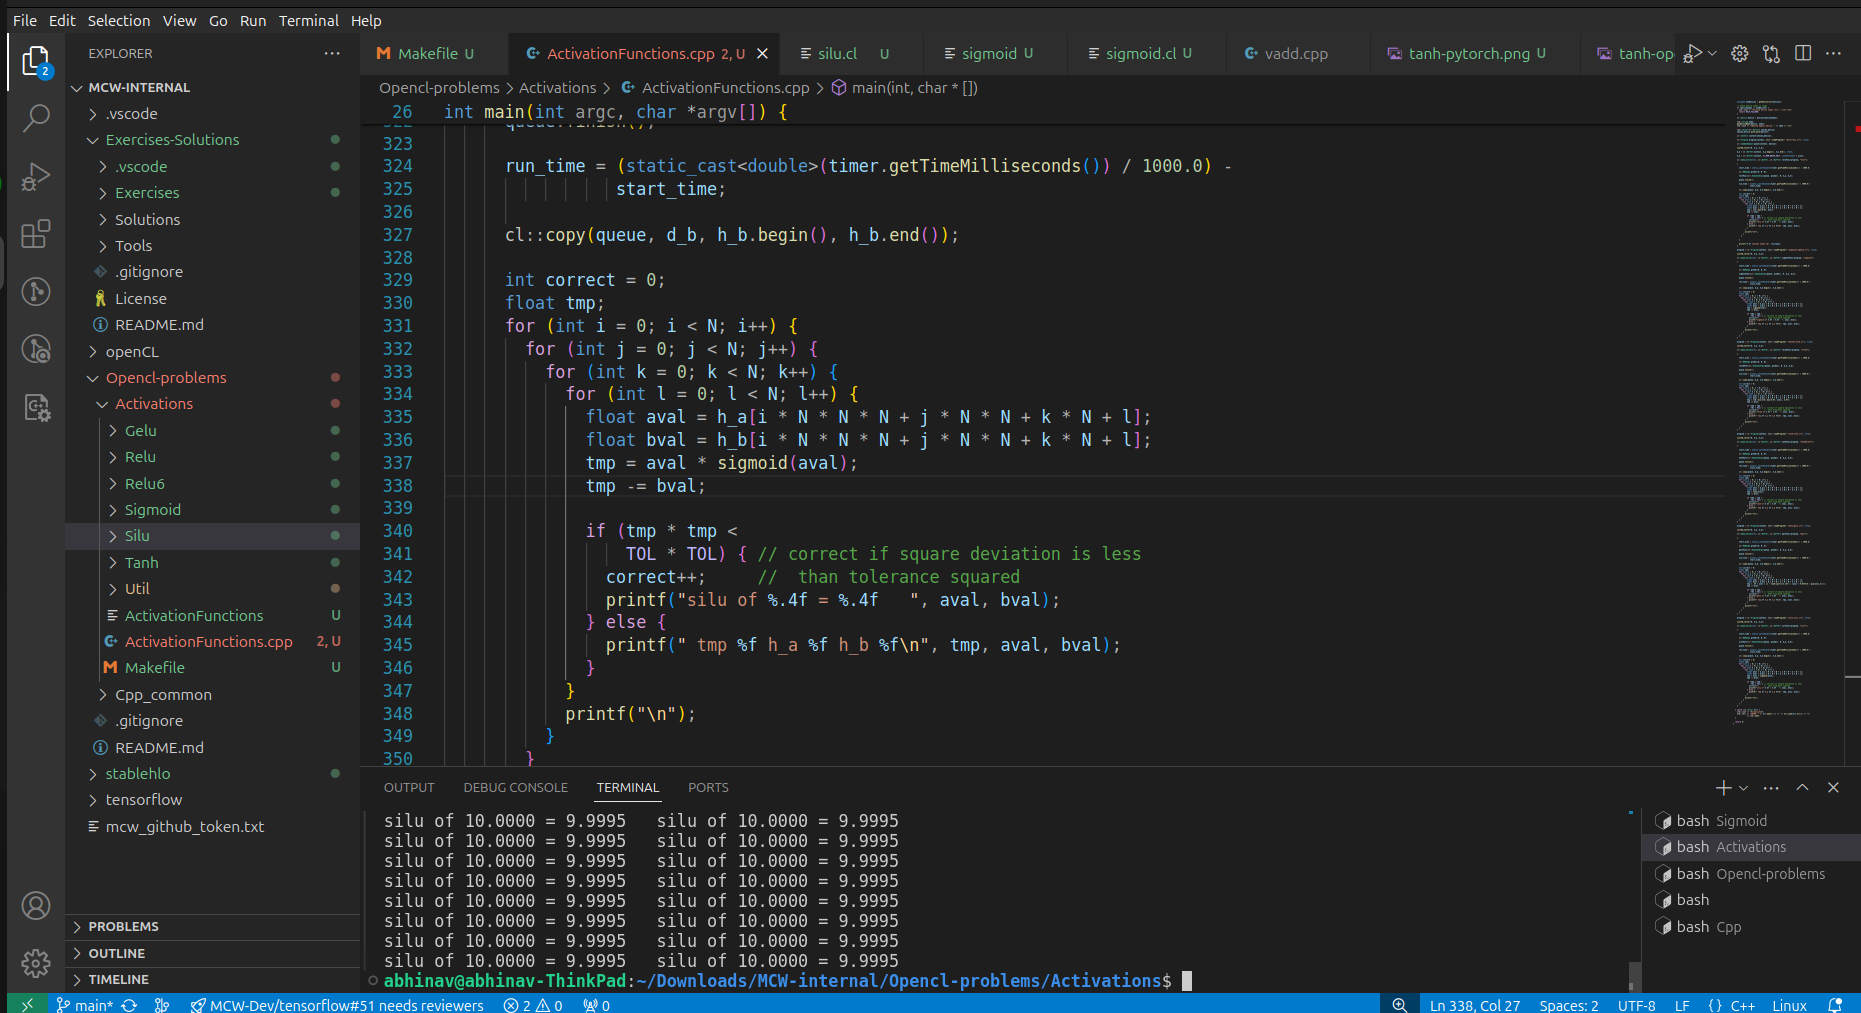 File Edit Selection View Go Run Terminal Help
EXPLORER ···
Makefile U ActivationFunctions.cpp 2, U silu.cl U sigmoid U sigmoid.cl U vadd.cpp tanh-pytorch.png U tanh-op
Opencl-problems > Activations > ActivationFunctions.cpp > main(int, char * [])
MCW-INTERNAL
.vscode
Exercises-Solutions
.vscode
Exercises
Solutions
Tools
.gitignore
License
README.md
openCL
Opencl-problems
Activations
Gelu
Relu
Relu6
Sigmoid
Silu
Tanh
Util
ActivationFunctions U
ActivationFunctions.cpp 2, U
Makefile U
Cpp_common
.gitignore
README.md
stablehlo
tensorflow
mcw_github_token.txt
PROBLEMS
OUTLINE
TIMELINE
26 int main(int argc, char *argv[]) {
322 queue.finish();
323
324 run_time = (static_cast<double>(timer.getTimeMilliseconds()) / 1000.0) -
325 start_time;
326
327 cl::copy(queue, d_b, h_b.begin(), h_b.end());
328
329 int correct = 0;
330 float tmp;
331 for (int i = 0; i < N; i++) {
332 for (int j = 0; j < N; j++) {
333 for (int k = 0; k < N; k++) {
334 for (int l = 0; l < N; l++) {
335 float aval = h_a[i * N * N * N + j * N * N + k * N + l];
336 float bval = h_b[i * N * N * N + j * N * N + k * N + l];
337 tmp = aval * sigmoid(aval);
338 tmp -= bval;
339
340 if (tmp * tmp <
341 TOL * TOL) { // correct if square deviation is less
342 correct++; //  than tolerance squared
343 printf("silu of %.4f = %.4f   ", aval, bval);
344 } else {
345 printf(" tmp %f h_a %f h_b %f\n", tmp, aval, bval);
346 }
347 }
348 printf("\n");
349 }
350 }
OUTPUT DEBUG CONSOLE TERMINAL PORTS
silu of 10.0000 = 9.9995   silu of 10.0000 = 9.9995
silu of 10.0000 = 9.9995   silu of 10.0000 = 9.9995
silu of 10.0000 = 9.9995   silu of 10.0000 = 9.9995
silu of 10.0000 = 9.9995   silu of 10.0000 = 9.9995
silu of 10.0000 = 9.9995   silu of 10.0000 = 9.9995
silu of 10.0000 = 9.9995   silu of 10.0000 = 9.9995
silu of 10.0000 = 9.9995   silu of 10.0000 = 9.9995
silu of 10.0000 = 9.9995   silu of 10.0000 = 9.9995
abhinav@abhinav-ThinkPad:~/Downloads/MCW-internal/Opencl-problems/Activations$
bash Sigmoid
bash Activations
bash Opencl-problems
bash
bash Cpp
2
main* MCW-Dev/tensorflow#51 needs reviewers 2 0 0 Ln 338, Col 27 Spaces: 2 UTF-8 LF {} C++ Linux